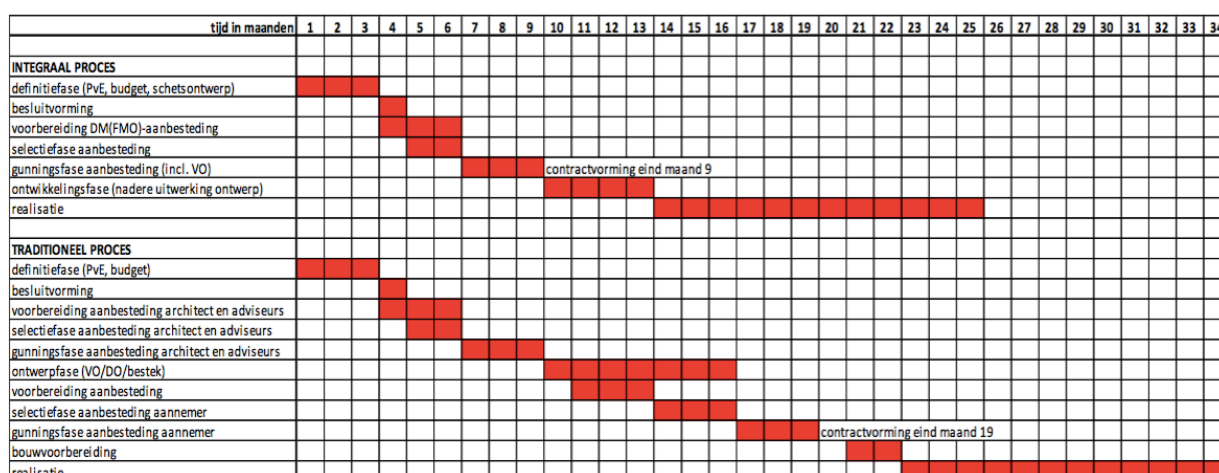 tijd in maanden 1 2 3 4 5 6 7 8 9 10 11 12 13 14 15 16 17 18 19 20 21 22 23 24 25 26 27 28 29 30 31 32 33 34
INTEGRAAL PROCES
definitiefase (PvE, budget, schetsontwerp)
besluitvorming
voorbereiding DM(FMO)-aanbesteding
selectiefase aanbesteding
gunningsfase aanbesteding (incl. VO) contractvorming eind maand 9
ontwikkelingsfase (nadere uitwerking ontwerp)
realisatie
TRADITIONEEL PROCES
definitiefase (PvE, budget)
besluitvorming
voorbereiding aanbesteding architect en adviseurs
selectiefase aanbesteding architect en adviseurs
gunningsfase aanbesteding architect en adviseurs
ontwerpfase (VO/DO/bestek)
voorbereiding aanbesteding
selectiefase aanbesteding aannemer
gunningsfase aanbesteding aannemer contractvorming eind maand 19
bouwvoorbereiding
realisatie